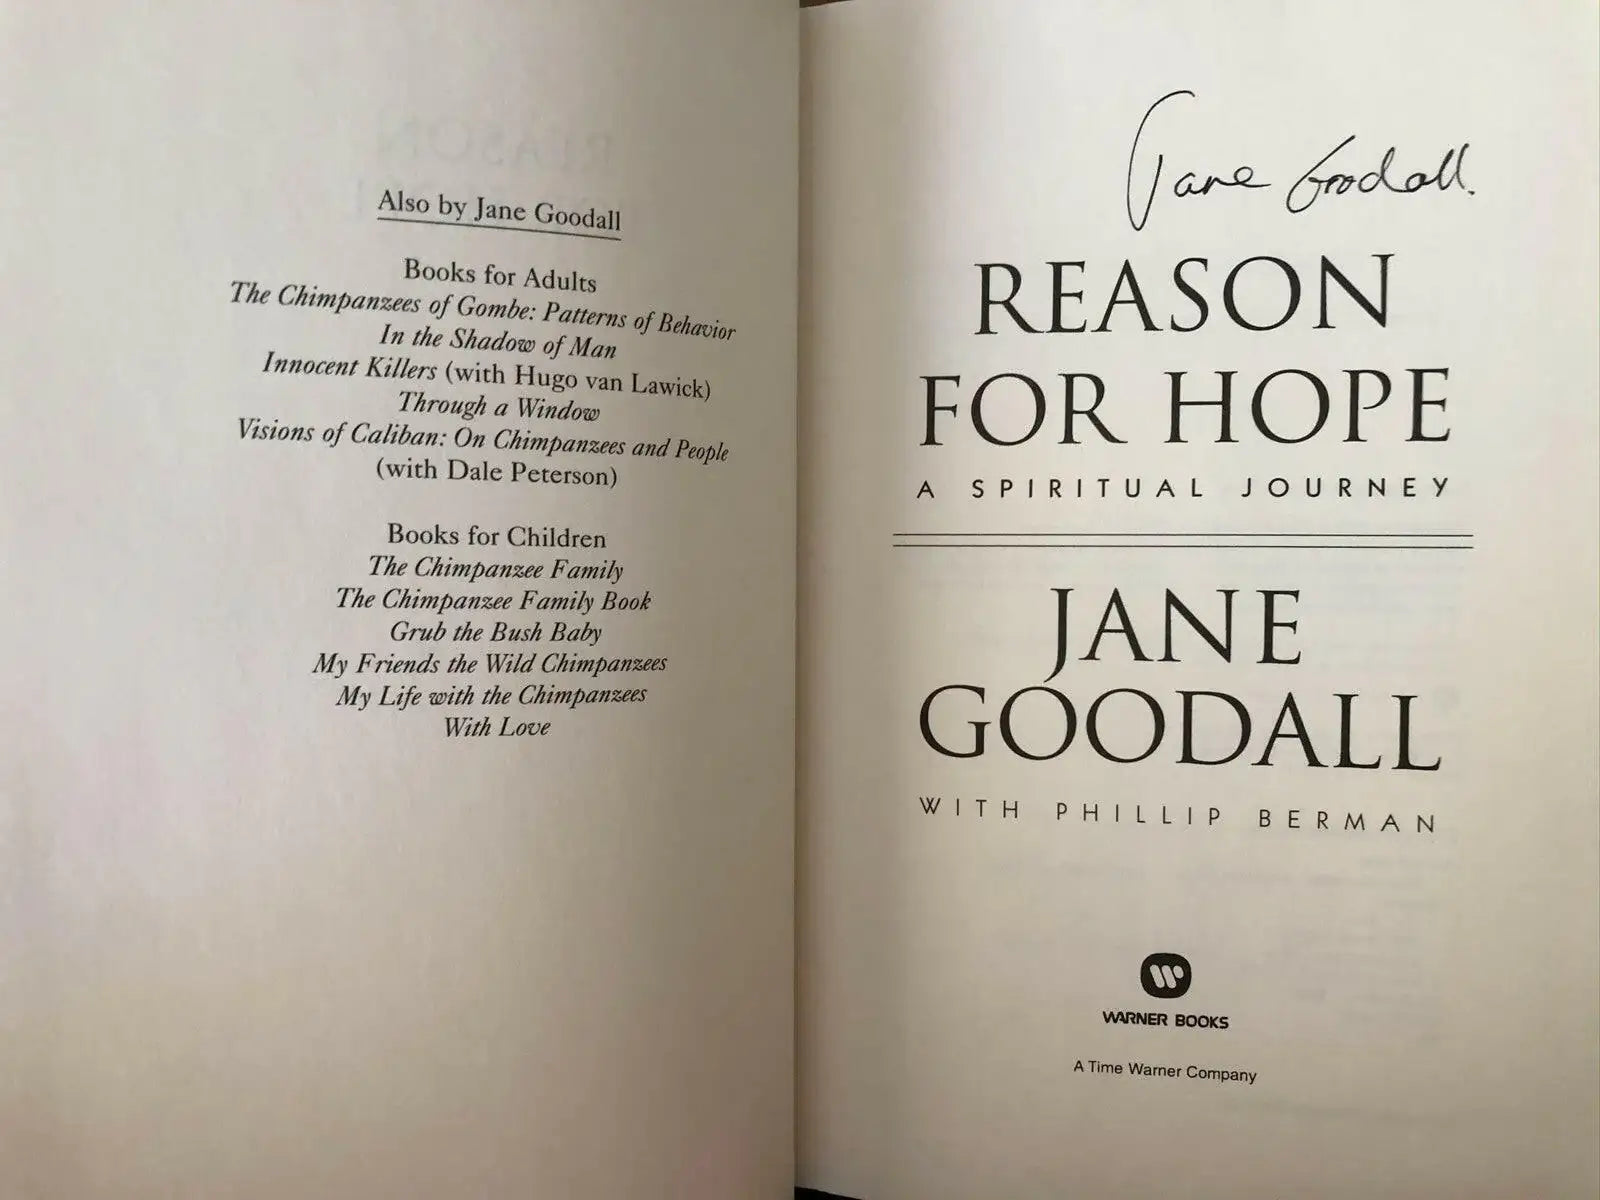 Also by Jane Goodall
Books for Adults
The Chimpanzees of Gombe: Patterns of Behavior
In the Shadow of Man
Innocent Killers (with Hugo van Lawick)
Through a Window
Visions of Caliban: On Chimpanzees and People
(with Dale Peterson)
Books for Children
The Chimpanzee Family
The Chimpanzee Family Book
Grub the Bush Baby
My Friends the Wild Chimpanzees
My Life with the Chimpanzees
With Love
Jane Goodall.
REASON
FOR HOPE
A SPIRITUAL JOURNEY
JANE
GOODALL
WITH PHILLIP BERMAN
WARNER BOOKS
A Time Warner Company